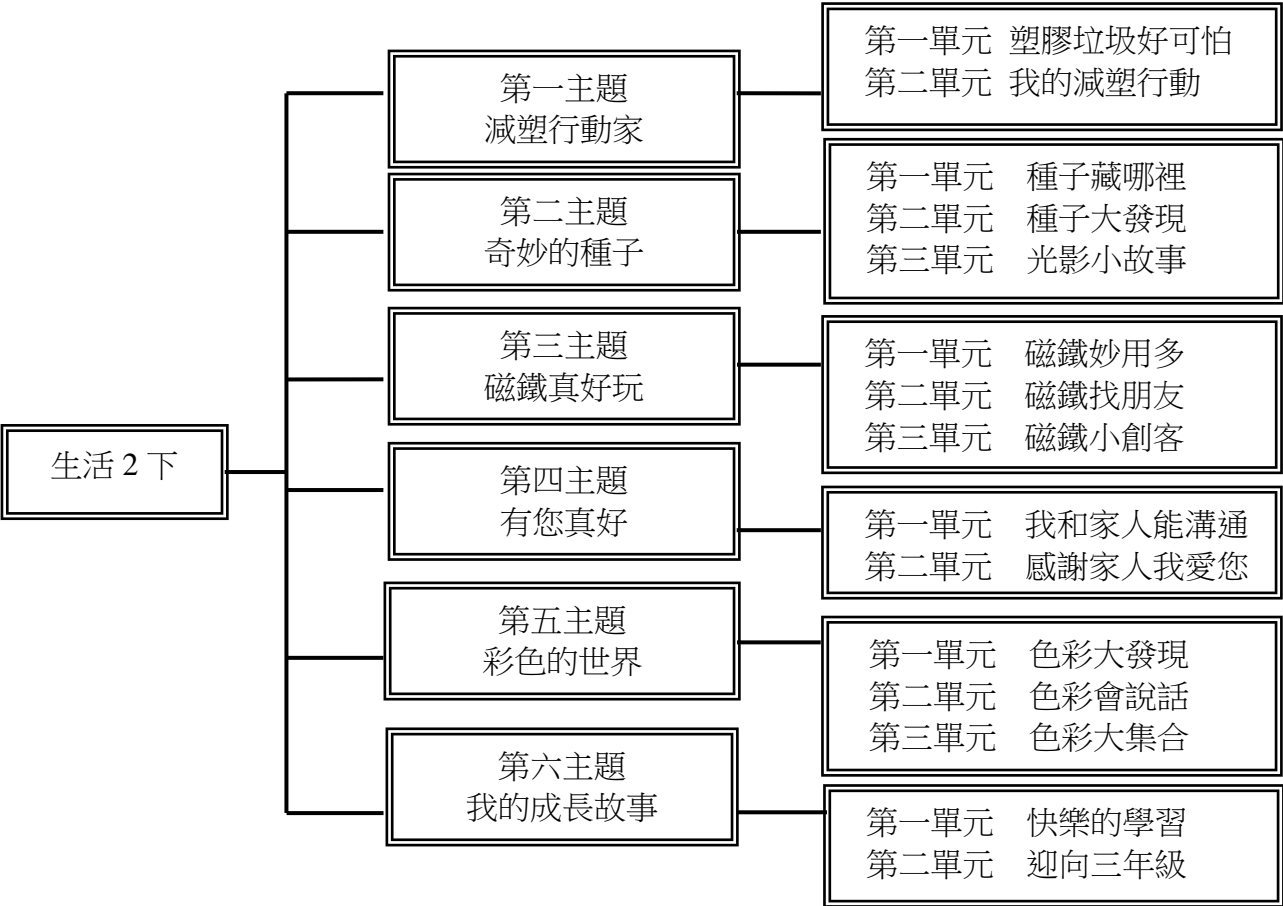 生活 2 下
第一主題
減塑行動家
第一單元 塑膠垃圾好可怕
第二單元 我的減塑行動
第二主題
奇妙的種子
第一單元 種子藏哪裡
第二單元 種子大發現
第三單元 光影小故事
第三主題
磁鐵真好玩
第一單元 磁鐵妙用多
第二單元 磁鐵找朋友
第三單元 磁鐵小創客
第四主題
有您真好
第一單元 我和家人能溝通
第二單元 感謝家人我愛您
第五主題
彩色的世界
第一單元 色彩大發現
第二單元 色彩會說話
第三單元 色彩大集合
第六主題
我的成長故事
第一單元 快樂的學習
第二單元 迎向三年級